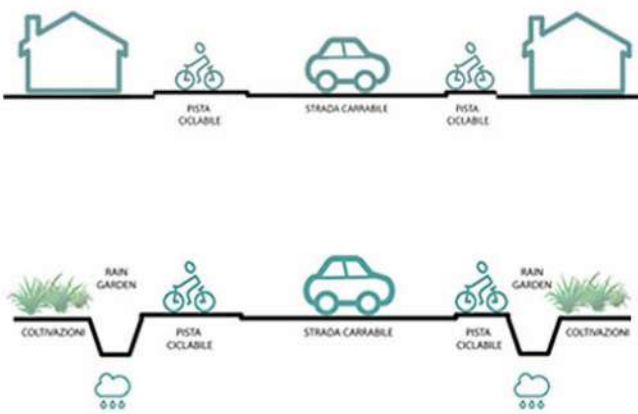 PISTA
CICLABILE
STRADA CARRABILE
PISTA
CICLABILE
RAIN
GARDEN
RAIN
GARDEN
COLTIVAZIONI
PISTA
CICLABILE
STRADA CARRABILE
PISTA
CICLABILE
COLTIVAZIONI